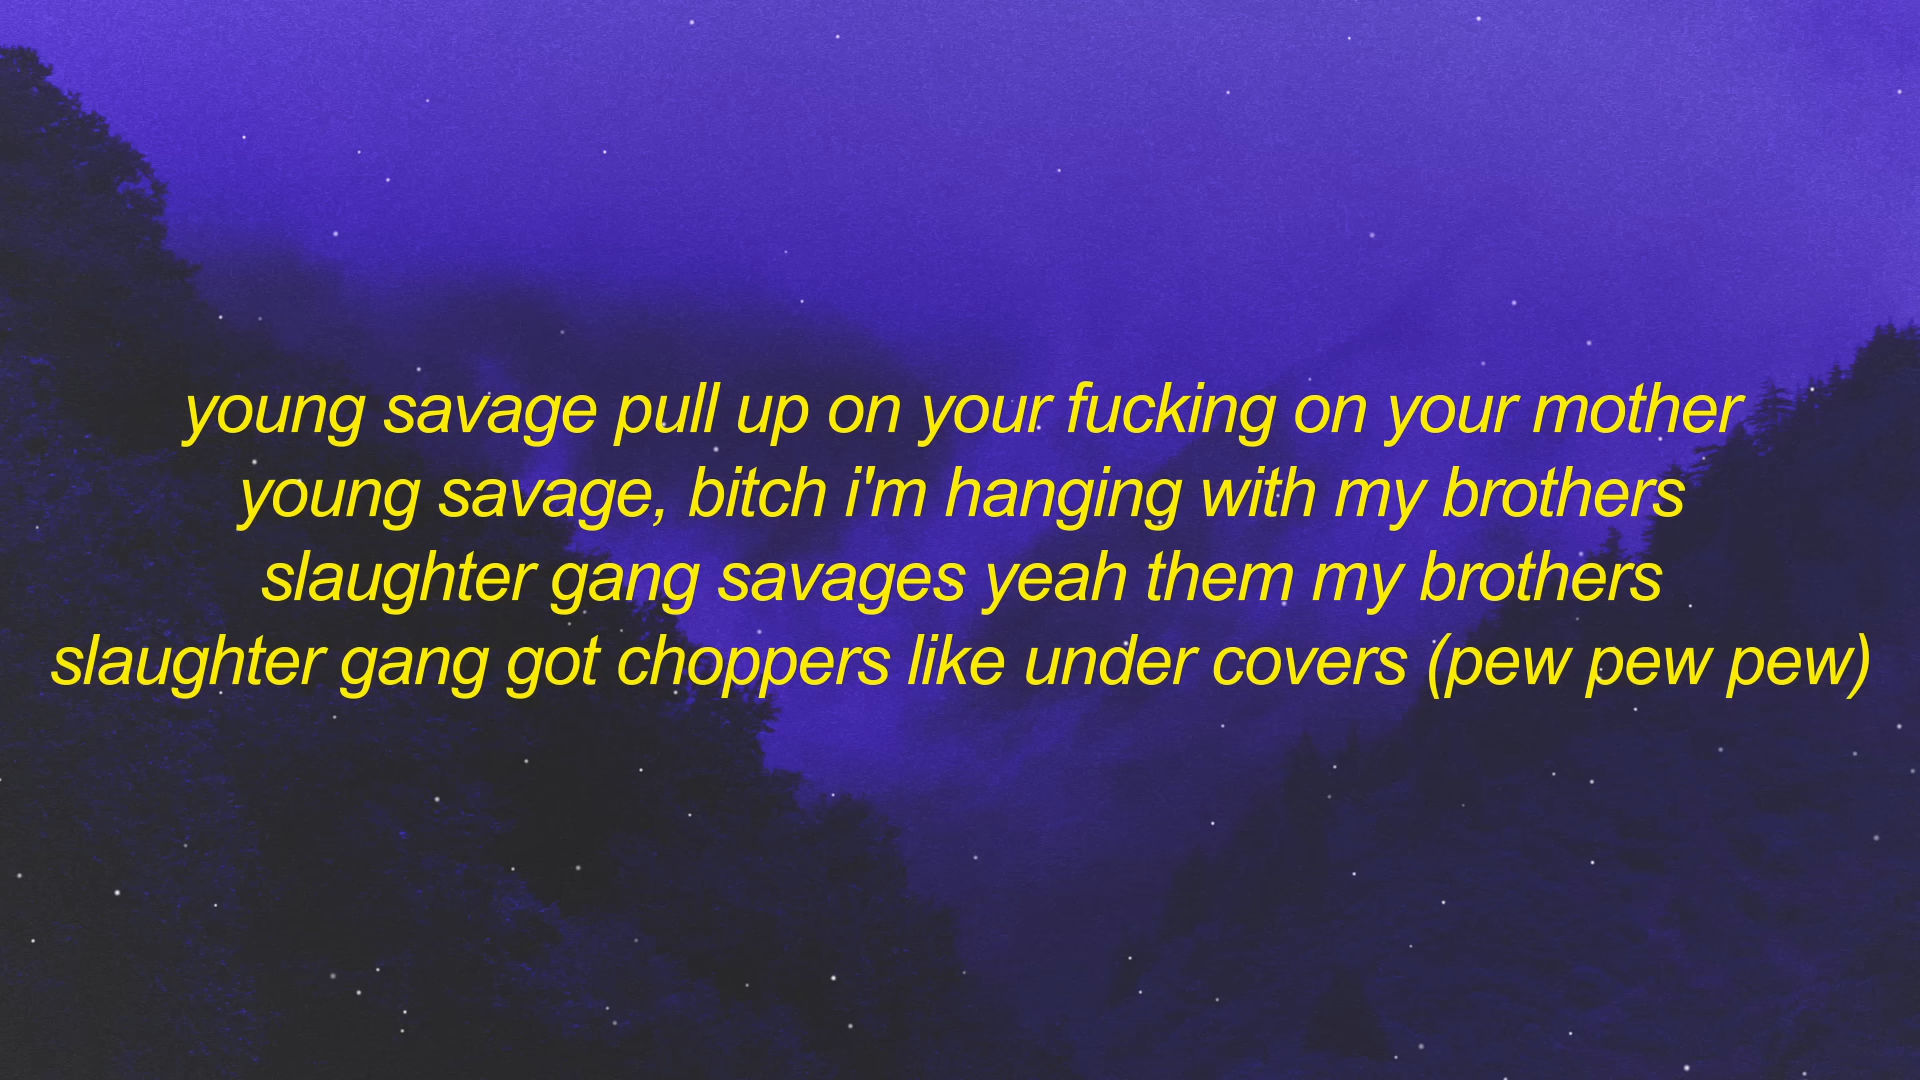 young savage pull up on your fucking on your mother
young savage, bitch i'm hanging with my brothers
slaughter gang savages yeah them my brothers
slaughter gang got choppers like under covers (pew pew pew)